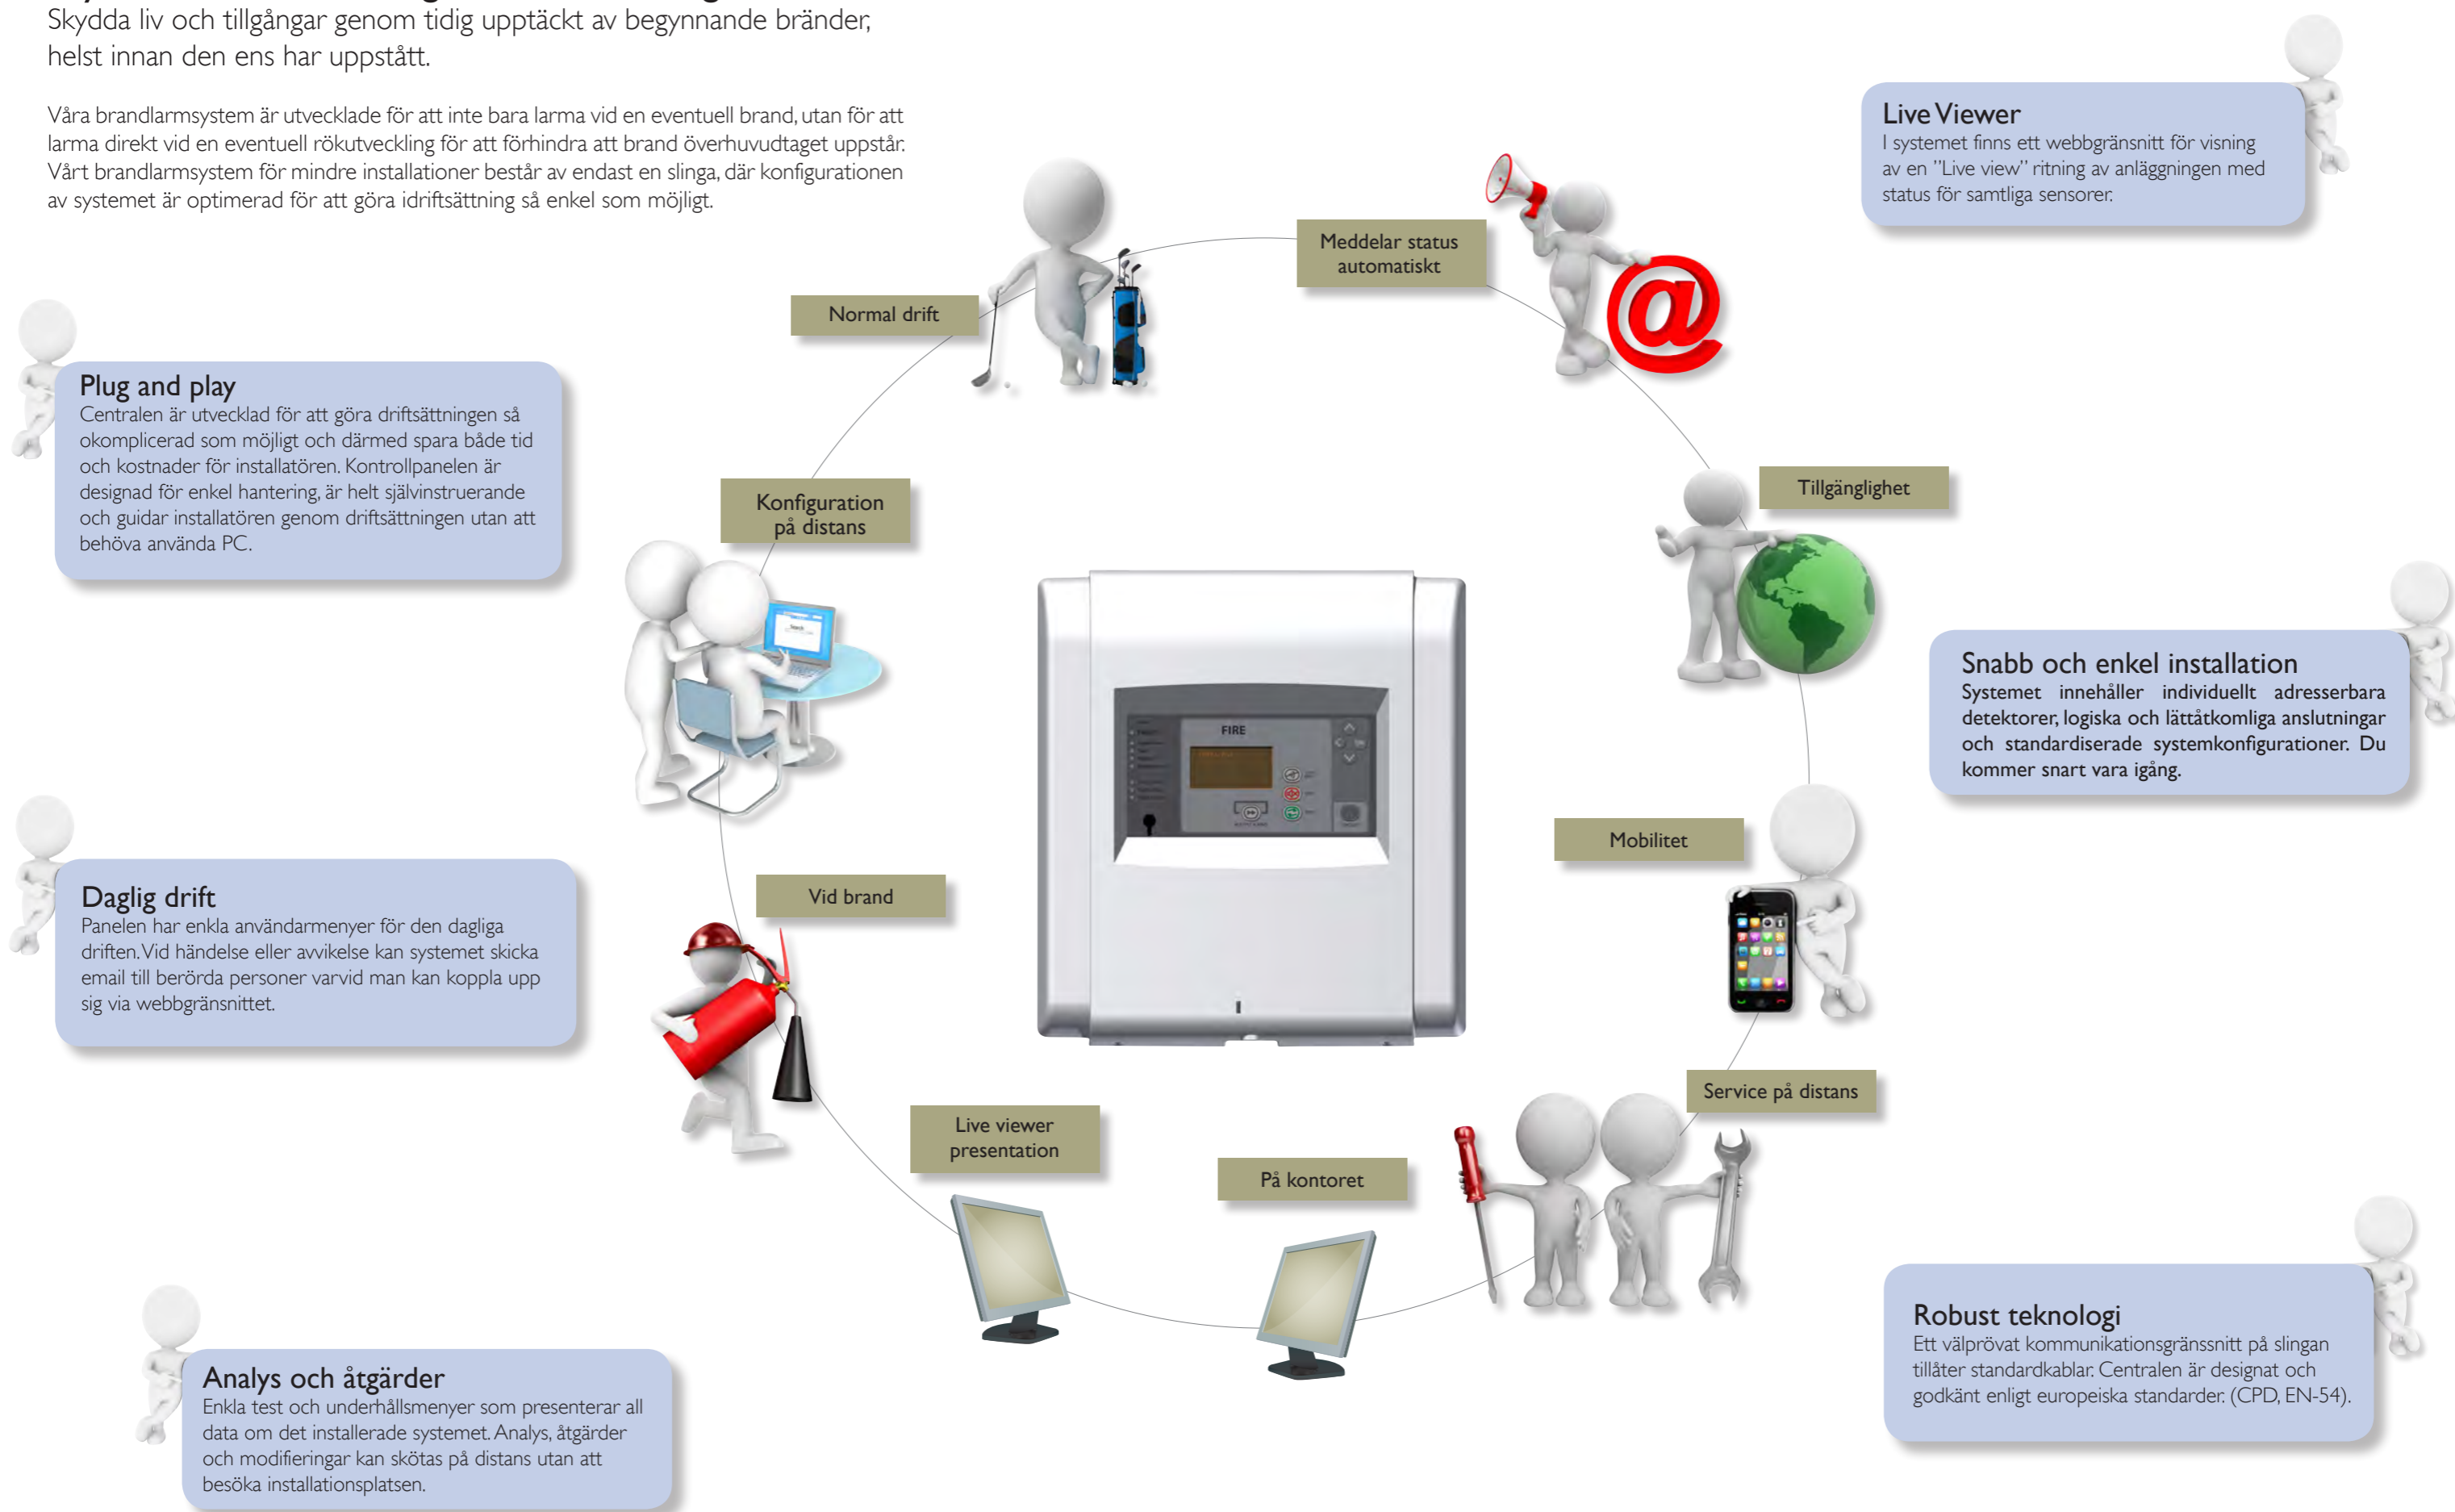 Skydda liv och tillgångar genom tidig upptäckt av begynnande bränder,
helst innan den ens har uppstått.
Våra brandlarmsystem är utvecklade för att inte bara larma vid en eventuell brand, utan för att
larma direkt vid en eventuell rökutveckling för att förhindra att brand överhuvudtaget uppstår.
Vårt brandlarmsystem för mindre installationer består av endast en slinga, där konfigurationen
av systemet är optimerad för att göra idriftsättning så enkel som möjligt.
Live Viewer
I systemet finns ett webbgränsnitt för visning
av en ”Live view” ritning av anläggningen med
status för samtliga sensorer.
Meddelar status
automatiskt
Normal drift
Plug and play
Centralen är utvecklad för att göra driftsättningen så
okomplicerad som möjligt och därmed spara både tid
och kostnader för installatören. Kontrollpanelen är
designad för enkel hantering, är helt självinstruerande
och guidar installatören genom driftsättningen utan att
behöva använda PC.
Konfiguration
på distans
Tillgänglighet
Search
FIRE
Snabb och enkel installation
Systemet innehåller individuellt adresserbara
detektorer, logiska och lättåtkomliga anslutningar
och standardiserade systemkonfigurationer. Du
kommer snart vara igång.
Mobilitet
Vid brand
Daglig drift
Panelen har enkla användarmenyer för den dagliga
driften. Vid händelse eller avvikelse kan systemet skicka
email till berörda personer varvid man kan koppla upp
sig via webbgränsnittet.
Service på distans
Live viewer
presentation
På kontoret
Robust teknologi
Ett välprövat kommunikationsgränssnitt på slingan
tillåter standardkablar. Centralen är designat och
godkänt enligt europeiska standarder. (CPD, EN-54).
Analys och åtgärder
Enkla test och underhållsmenyer som presenterar all
data om det installerade systemet. Analys, åtgärder
och modifieringar kan skötas på distans utan att
besöka installationsplatsen.